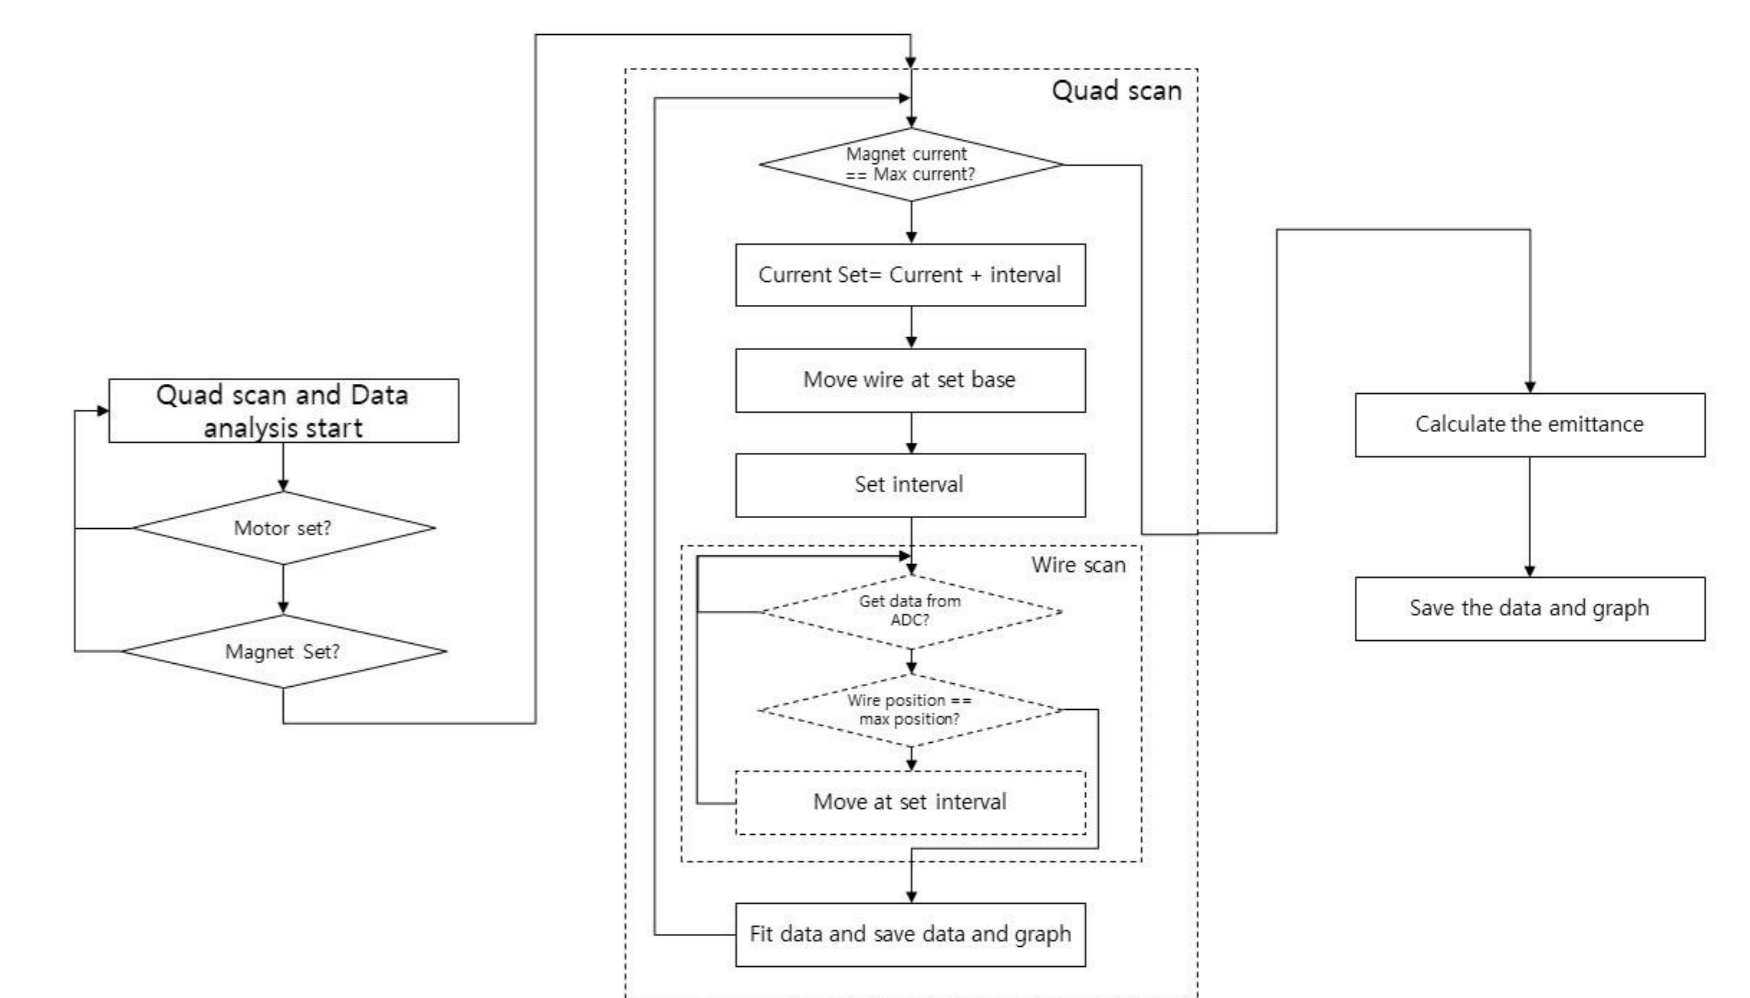 Quad scan and Data
analysis start
Motor set?
Magnet Set?
Quad scan
Magnet current
== Max current?
Current Set= Current + interval
Move wire at set base
Set interval
Wire scan
Get data from
ADC?
Wire position ==
max position?
Move at set interval
Fit data and save data and graph
Calculate the emittance
Save the data and graph